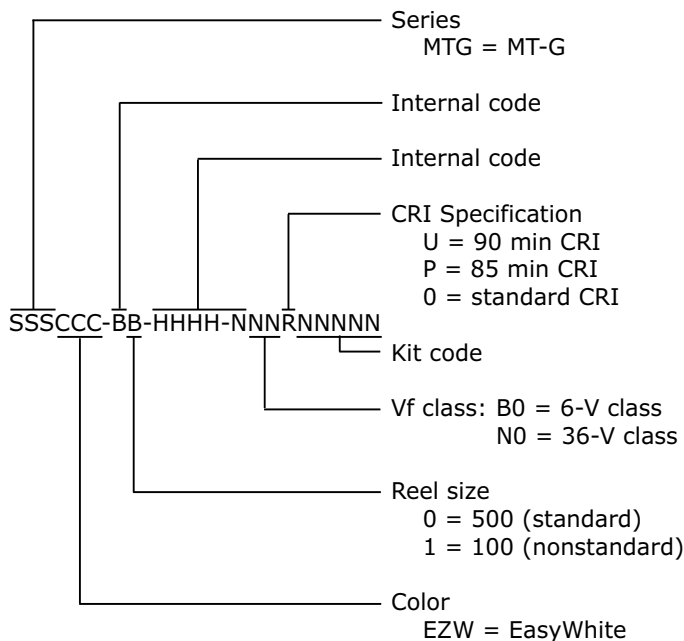 Series
MTG = MT-G
Internal code
Internal code
CRI Specification
U = 90 min CRI
P = 85 min CRI
0 = standard CRI
SSSCCC-BB-HHHH-NNNRNNNNN
Kit code
Vf class: B0 = 6-V class
N0 = 36-V class
Reel size
0 = 500 (standard)
1 = 100 (nonstandard)
Color
EZW = EasyWhite